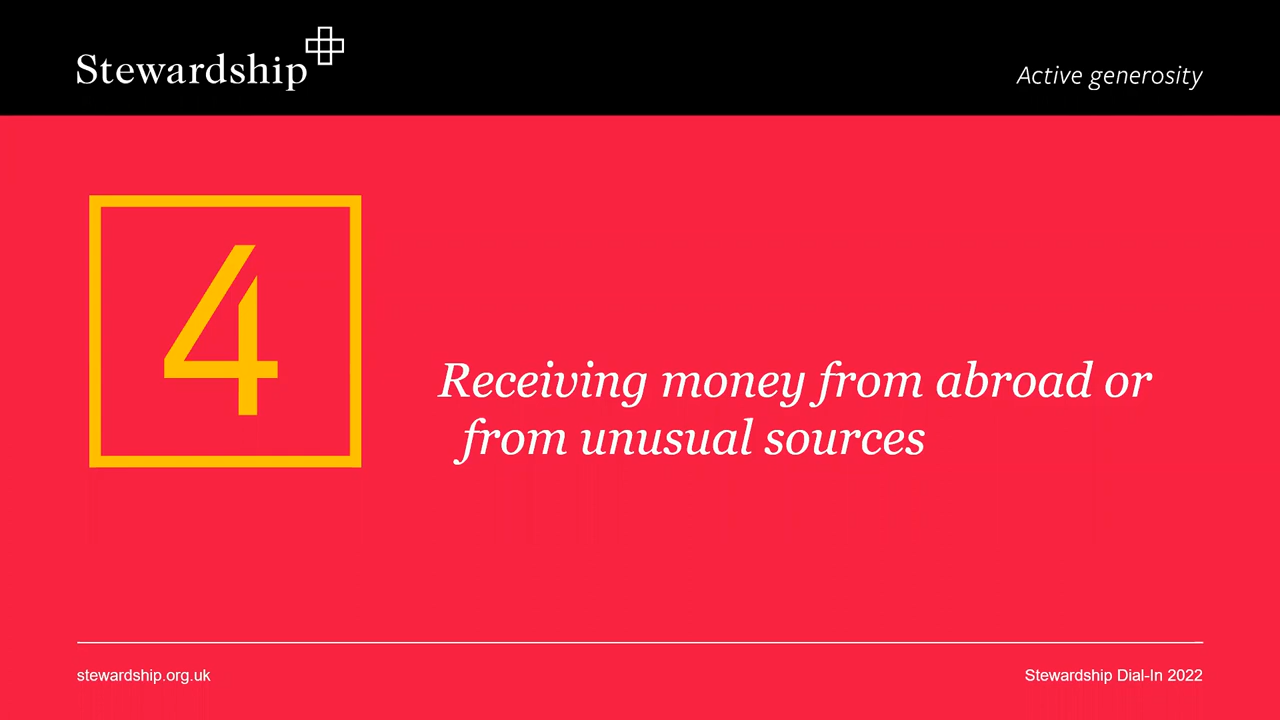 Stewardship
Active generosity
4
Receiving money from abroad or
from unusual sources
stewardship.org.uk
Stewardship Dial-In 2022